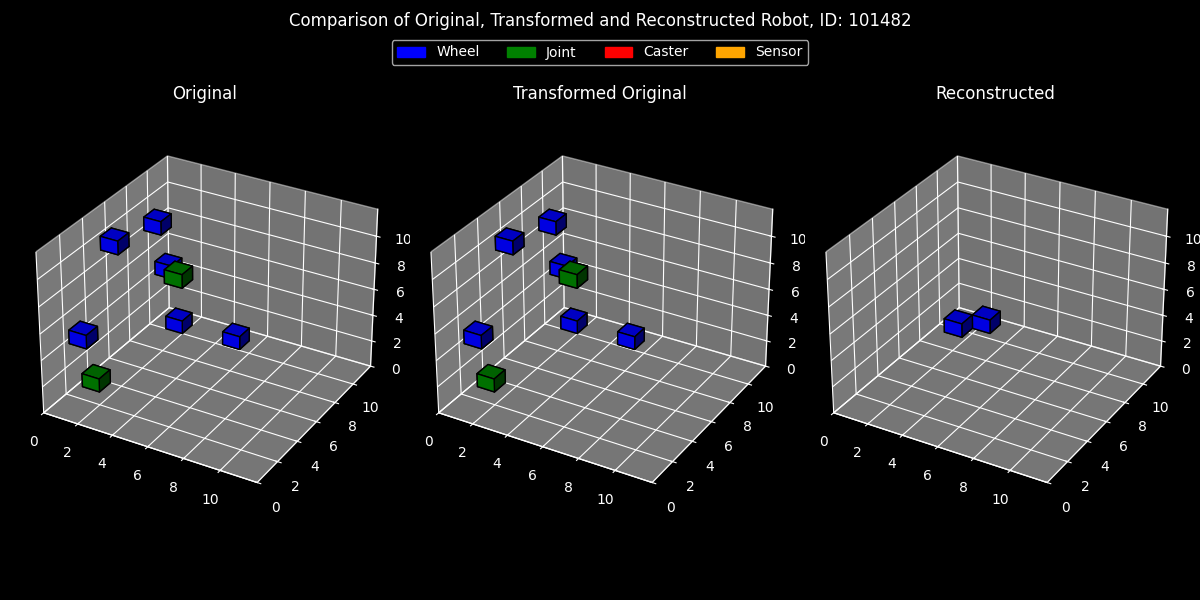 Comparison of Original, Transformed and Reconstructed Robot, ID: 101482
Wheel Joint Caster Sensor
Original Transformed Original Reconstructed
10 10 10
8 8 8
6 6 6
4 4 4
2 2 2
0 0 0
10 10 10
8 8 8
0 0 0
6 6 6
2 2 2
4 4 4
4 4 4
6 6 6
2 2 2
8 8 8
10 10 10
0 0 0